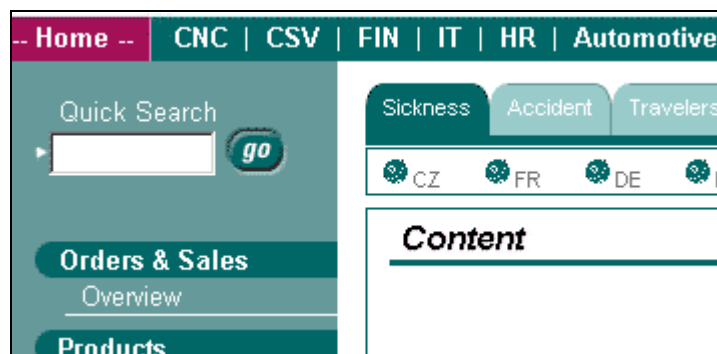 -- Home -- CNC | CSV | FIN | IT | HR | Automotive
Quick Search
go
Sickness Accident Travelers
CZ FR DE
Content
Orders & Sales
Overview
Products